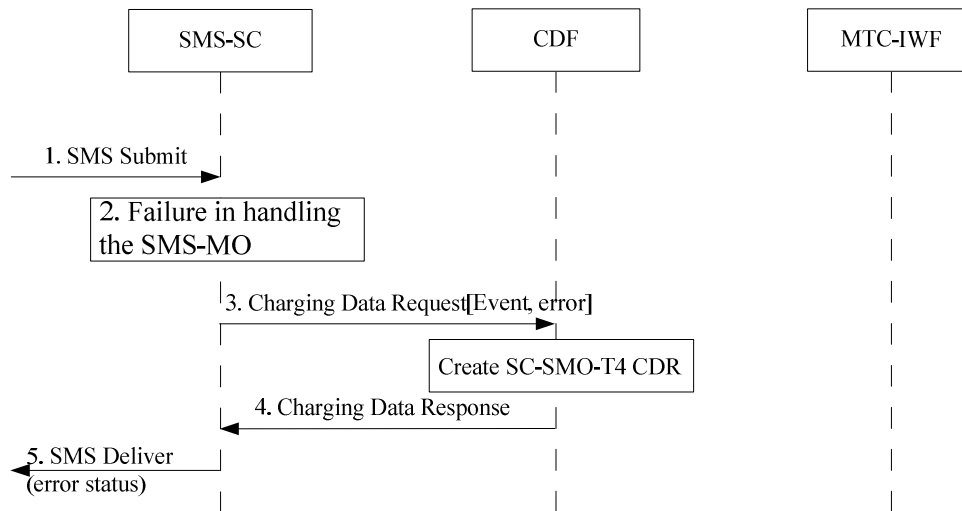 SMS-SC
CDF
MTC-IWF
1. SMS Submit
2. Failure in handling
the SMS-MO
3. Charging Data Request[Event, error]
Create SC-SMO-T4 CDR
4. Charging Data Response
5. SMS Deliver
(error status)